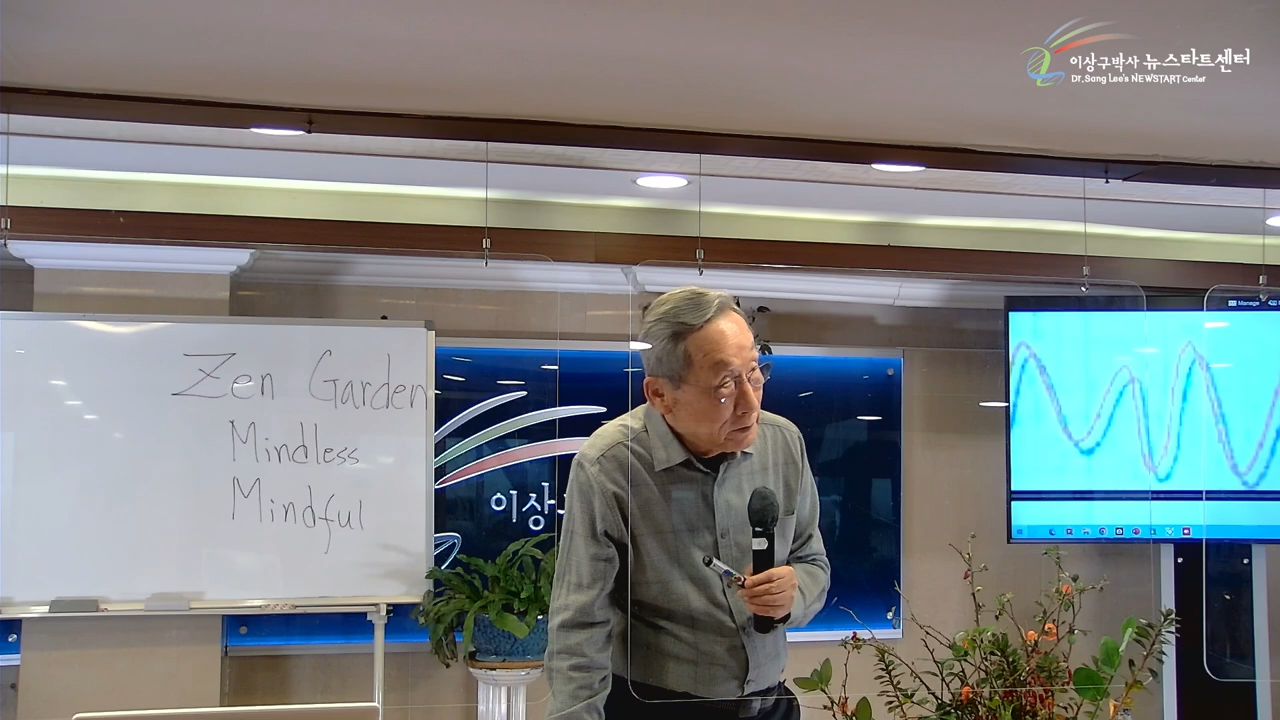 이상구박사 뉴스타트센터
Dr. Sang Lee's NEWSTART Center
Zen Garden
Mindless
Mindful
이상
Manage